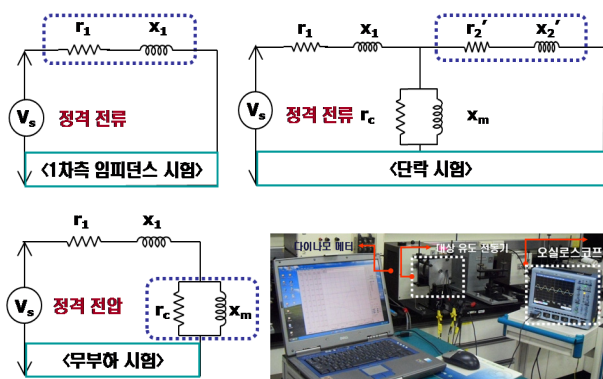 r₁ x₁
Vₛ 정격 전류
<1차측 임피던스 시험>
r₁ x₁ r₂′ x₂′
Vₛ 정격 전류 r꜀ xₘ
<단락 시험>
r₁ x₁
Vₛ 정격 전압 r꜀ xₘ
<무부하 시험>
다이나모 메터 대상 유도 전동기 오실로스코프